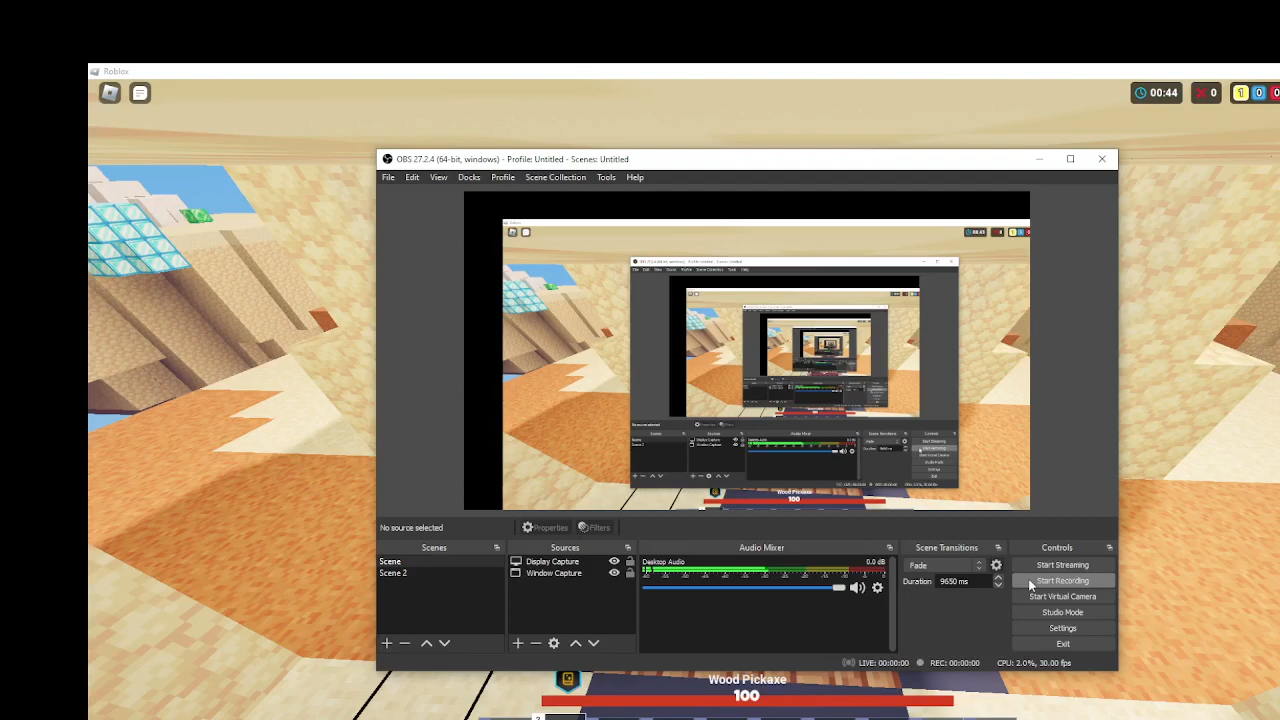 Roblox
00:44
0
1 0 0
OBS 27.2.4 (64-bit, windows) - Profile: Untitled - Scenes: Untitled
File Edit View Docks Profile Scene Collection Tools Help
No source selected
Properties
Filters
Scenes
Scene
Scene 2
Sources
Display Capture
Window Capture
Audio Mixer
Desktop Audio
0.0 dB
Scene Transitions
Fade
Duration 9650 ms
Controls
Start Streaming
Start Recording
Start Virtual Camera
Studio Mode
Settings
Exit
LIVE: 00:00:00
REC: 00:00:00
CPU: 2.0%, 30.00 fps
Wood Pickaxe
100
2